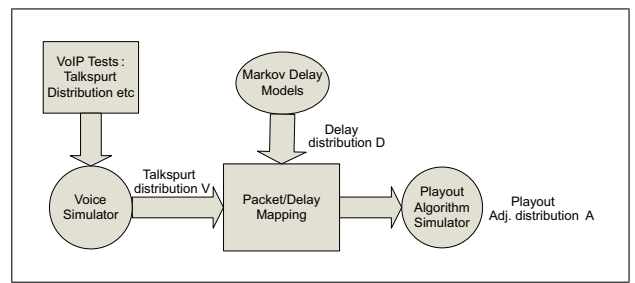 VoIP Tests :
Talkspurt
Distribution etc
Markov Delay
Models
Delay
distribution D
Talkspurt
distribution V
Voice
Simulator
Packet/Delay
Mapping
Playout
Algorithm
Simulator
Playout
Adj. distribution A